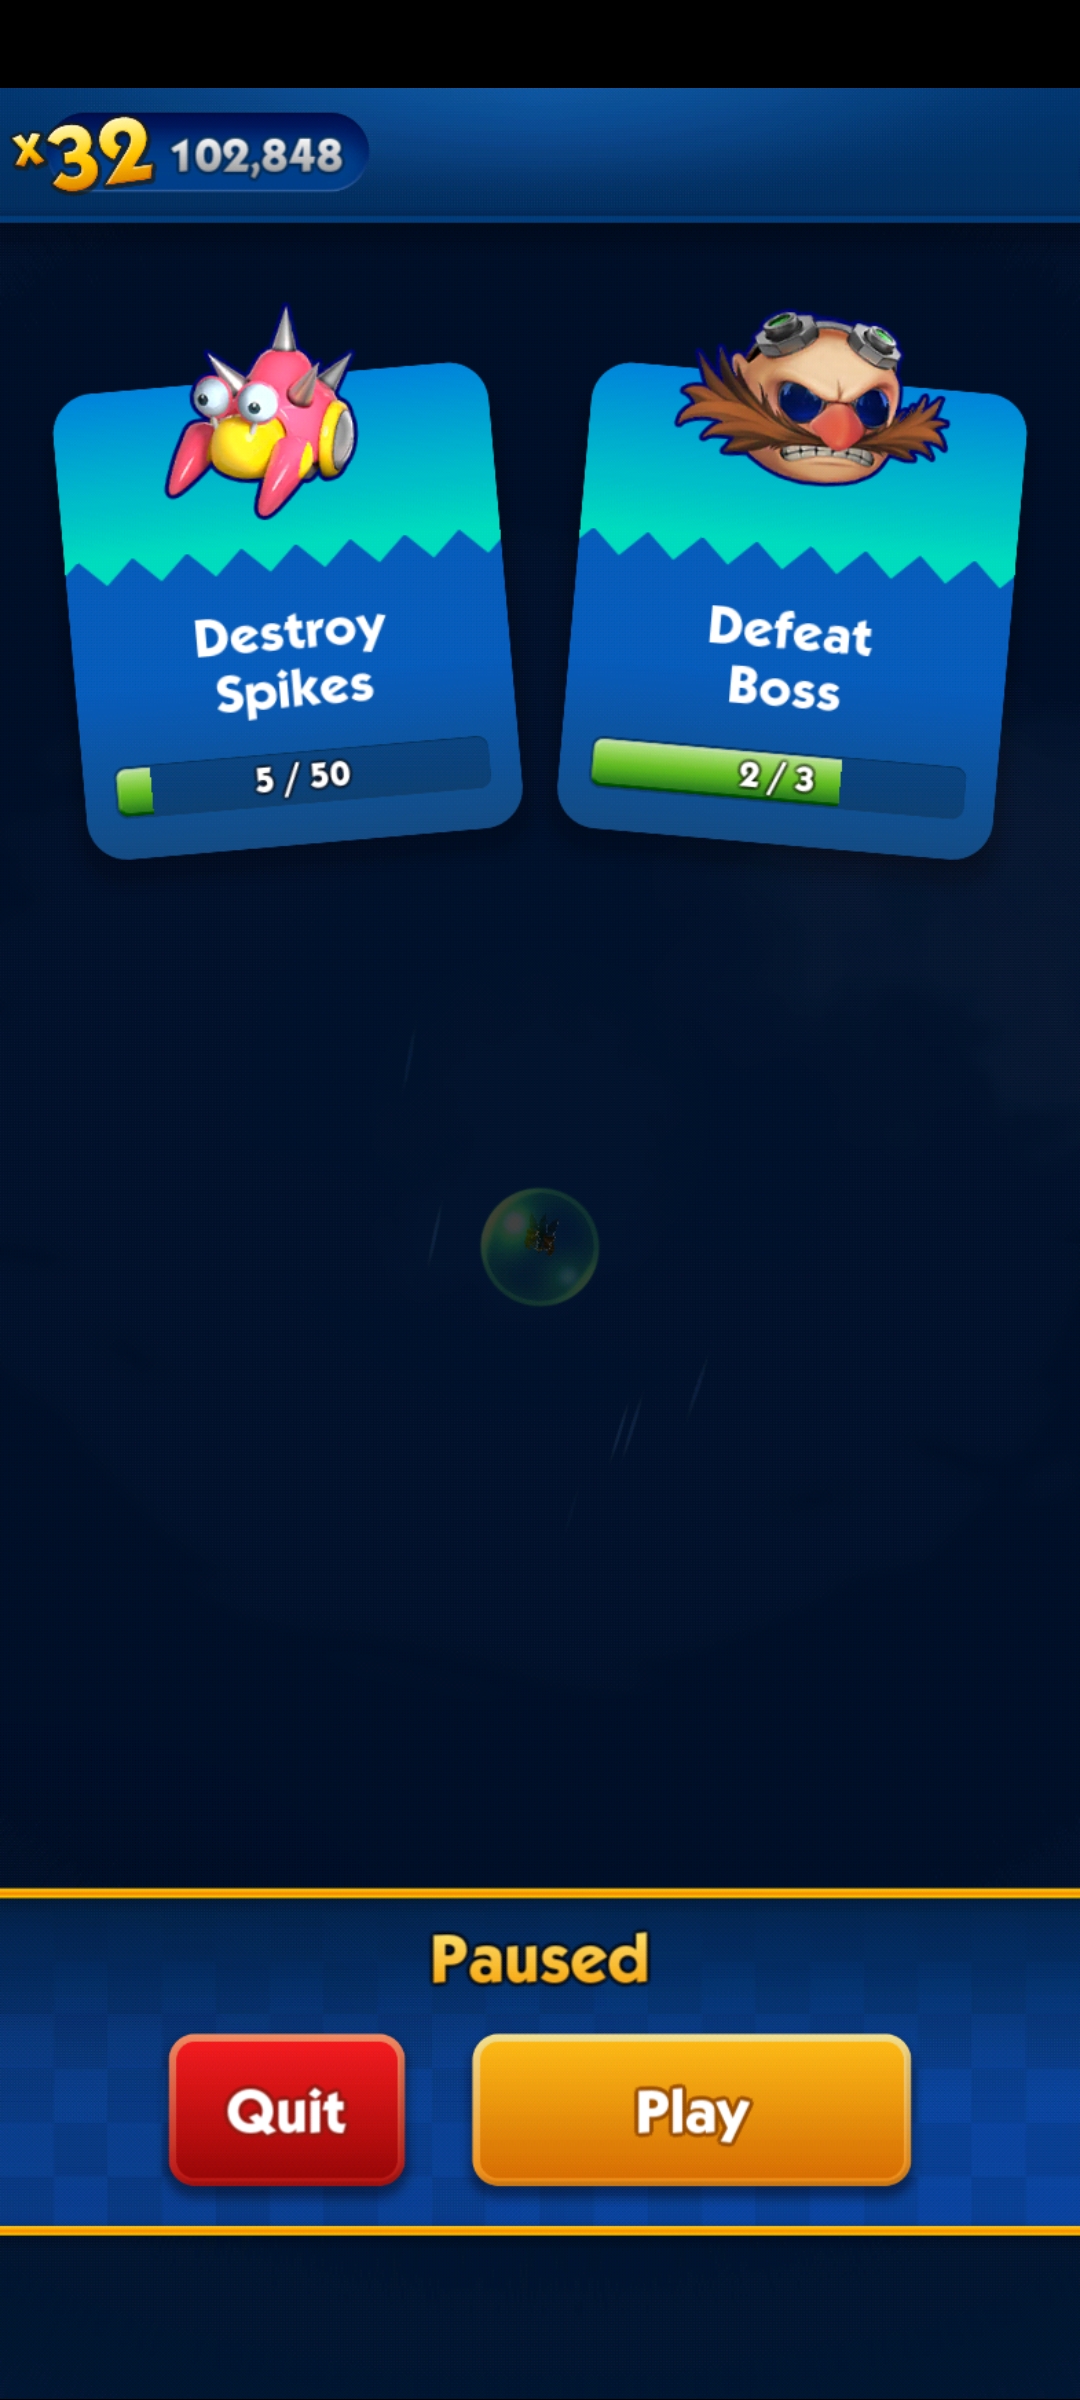 x32 102,848
Destroy
Spikes
5 / 50
Defeat
Boss
2 / 3
Paused
Quit
Play